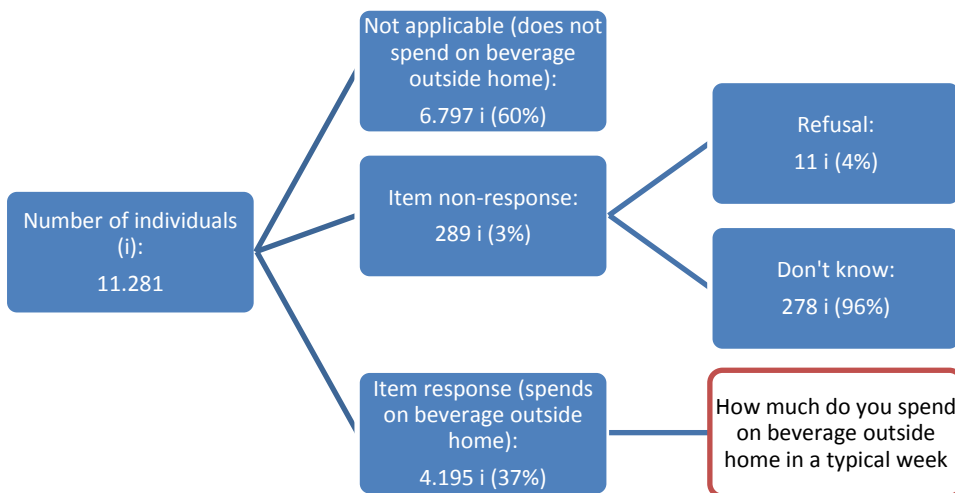 Number of individuals
(i):
11.281
Not applicable (does not
spend on beverage
outside home):
6.797 i (60%)
Item non-response:
289 i (3%)
Refusal:
11 i (4%)
Don't know:
278 i (96%)
Item response (spends
on beverage outside
home):
4.195 i (37%)
How much do you spend
on beverage outside
home in a typical week